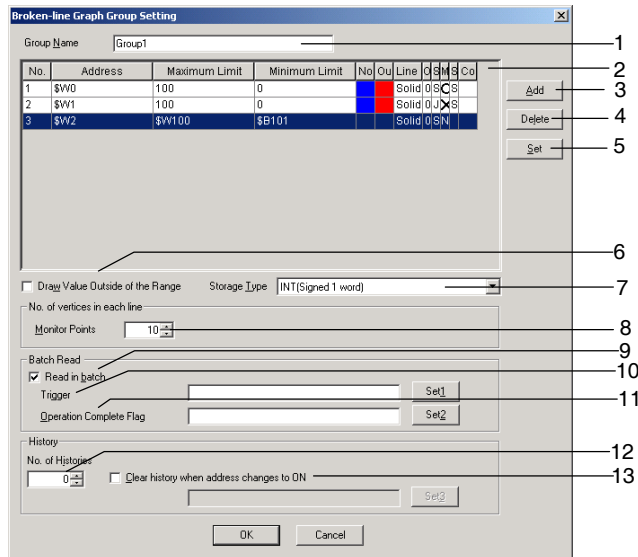 Broken-line Graph Group Setting
Group Name Group1 1
2
No. Address Maximum Limit Minimum Limit No Ou Line O S M S Co
1 $W0 100 0 Solid 0 S O S
2 $W1 100 0 Solid 0 J X S
3 $W2 $W100 $B101 Solid 0 S N
Add 3
Delete 4
Set 5
6
Draw Value Outside of the Range Storage Type INT(Signed 1 word) 7
No. of vertices in each line
Monitor Points 10 8
Batch Read 9
Read in batch 10
Trigger Set1
11
Operation Complete Flag Set2
History
No. of Histories 12
0 Clear history when address changes to ON 13
Set3
OK Cancel